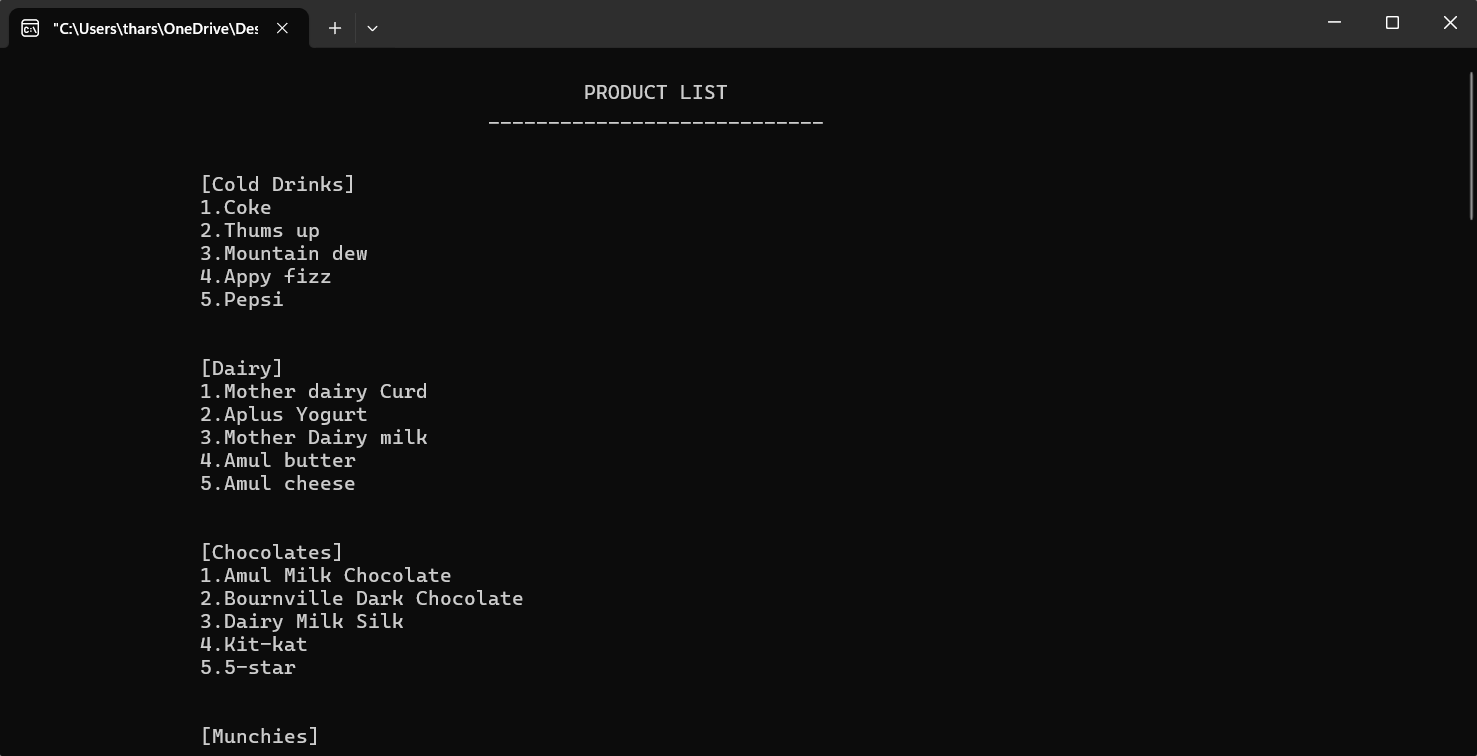 "C:\Users\thars\OneDrive\Des
PRODUCT LIST
----------------------------
[Cold Drinks]
1.Coke
2.Thums up
3.Mountain dew
4.Appy fizz
5.Pepsi
[Dairy]
1.Mother dairy Curd
2.Aplus Yogurt
3.Mother Dairy milk
4.Amul butter
5.Amul cheese
[Chocolates]
1.Amul Milk Chocolate
2.Bournville Dark Chocolate
3.Dairy Milk Silk
4.Kit-kat
5.5-star
[Munchies]